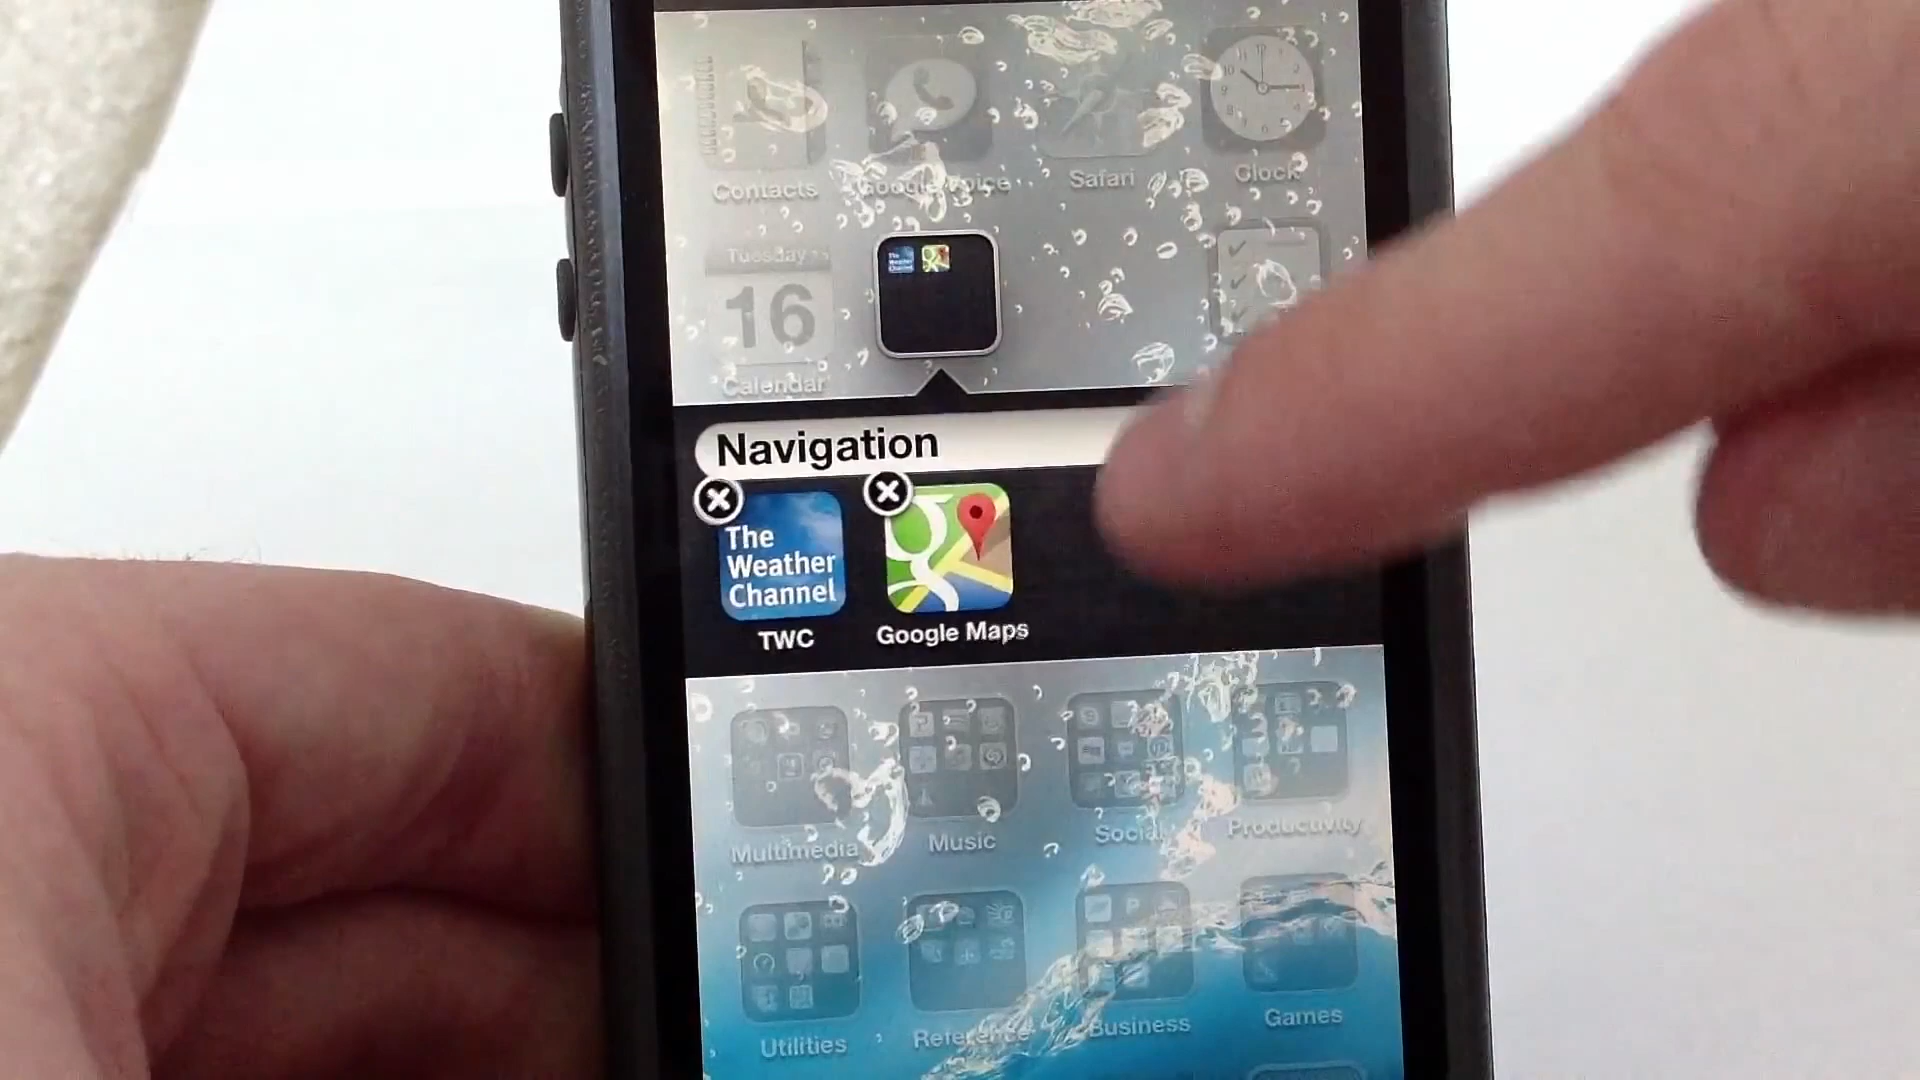 Contacts
Google Voice
Safari
Clock
Tuesday
16
Calendar
Navigation
The
Weather
Channel
TWC
Google Maps
Multimedia
Music
Social
Productivity
Utilities
Reference
Business
Games